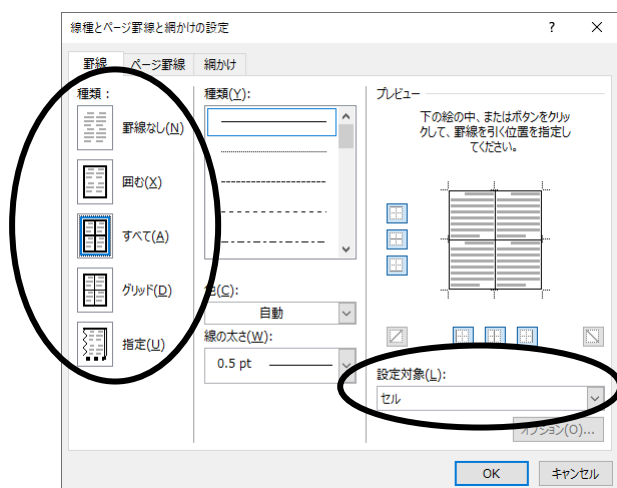 線種とページ罫線と網かけの設定
? ×
罫線 ページ罫線 網かけ
種類：
罫線なし(N)
囲む(X)
すべて(A)
グリッド(D)
指定(U)
種類(Y):
(C):
自動
線の太さ(W):
0.5 pt
プレビュー
下の絵の中、またはボタンをクリッ
クして、罫線を引く位置を指定し
てください。
設定対象(L):
セル
オプション(O)...
OK キャンセル